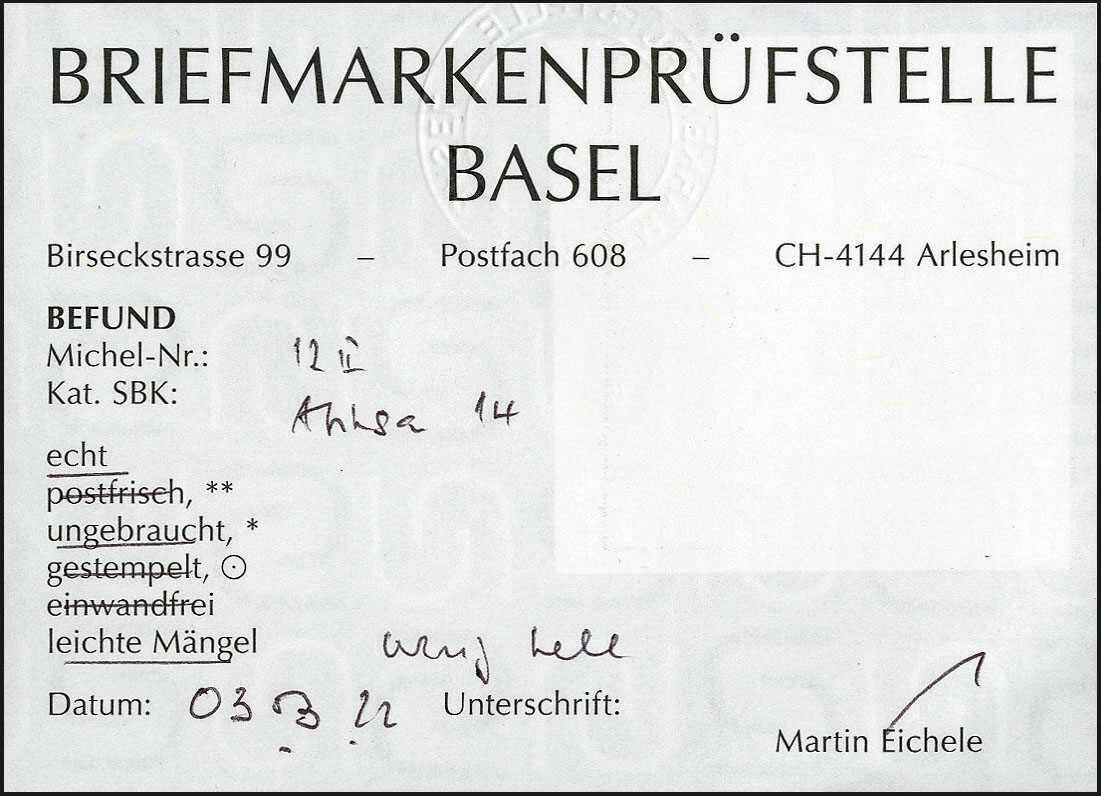 BRIEFMARKENPRÜFSTELLE
BASEL
Birseckstrasse 99 – Postfach 608 – CH-4144 Arlesheim
BEFUND
Michel-Nr.: 12 II
Kat. SBK: 14
echt
postfrisch, **
ungebraucht, *
gestempelt, ⊙
einwandfrei
leichte Mängel
Datum: 03 22 Unterschrift:
Martin Eichele